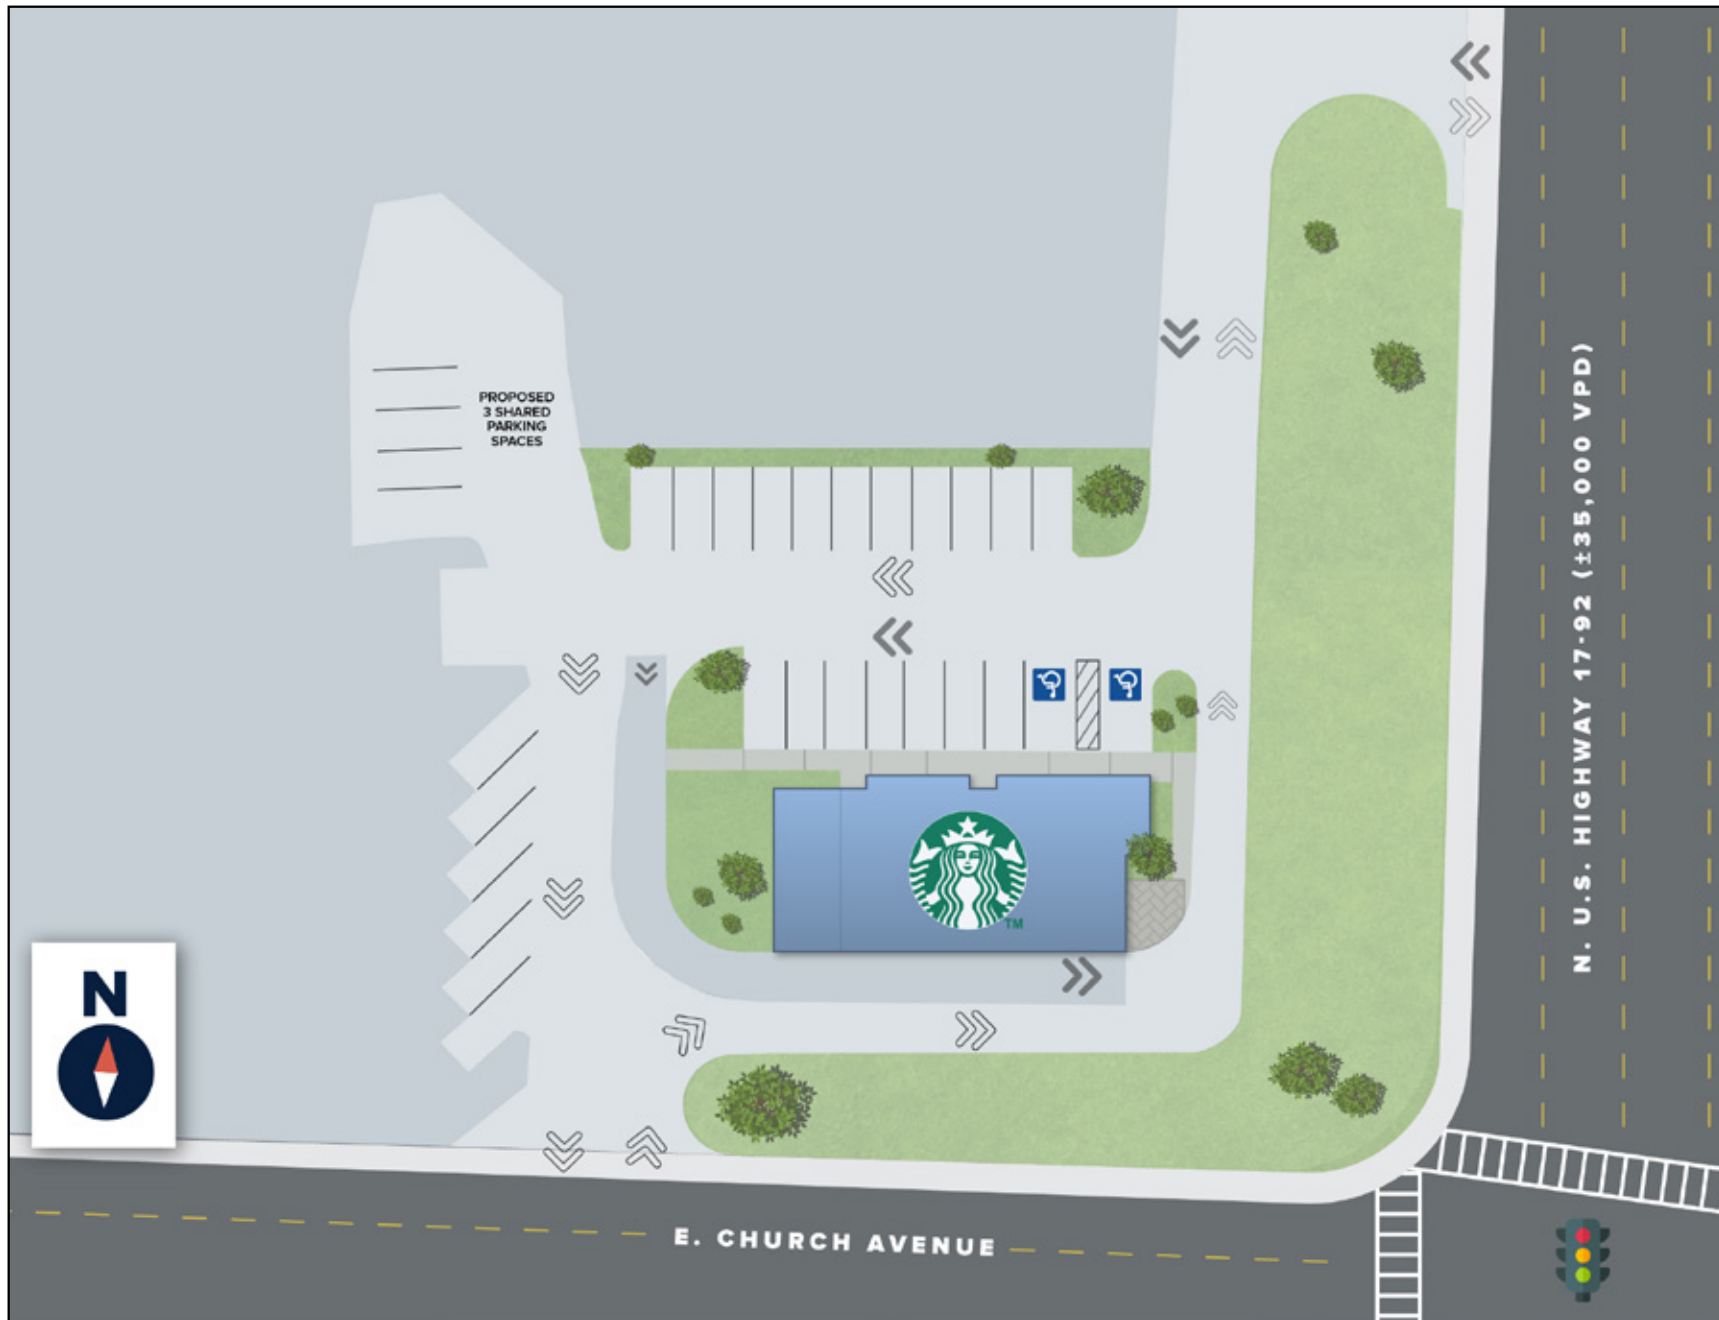 PROPOSED
3 SHARED
PARKING
SPACES
N. U.S. HIGHWAY 17-92 (±35,000 VPD)
TM
N
E. CHURCH AVENUE